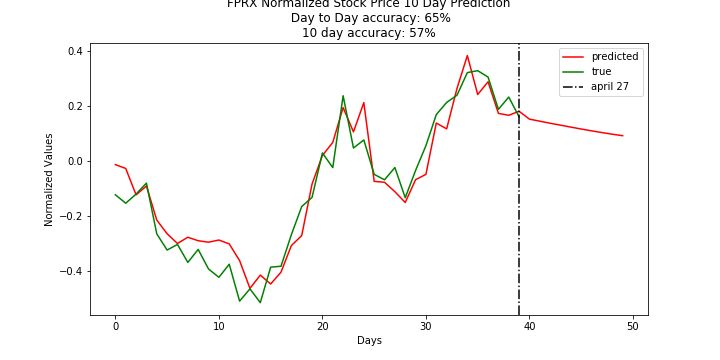 FPRX Normalized Stock Price 10 Day Prediction
Day to Day accuracy: 65%
10 day accuracy: 57%
predicted
true
april 27
Normalized Values
0.4
0.2
0.0
−0.2
−0.4
0 10 20 30 40 50
Days